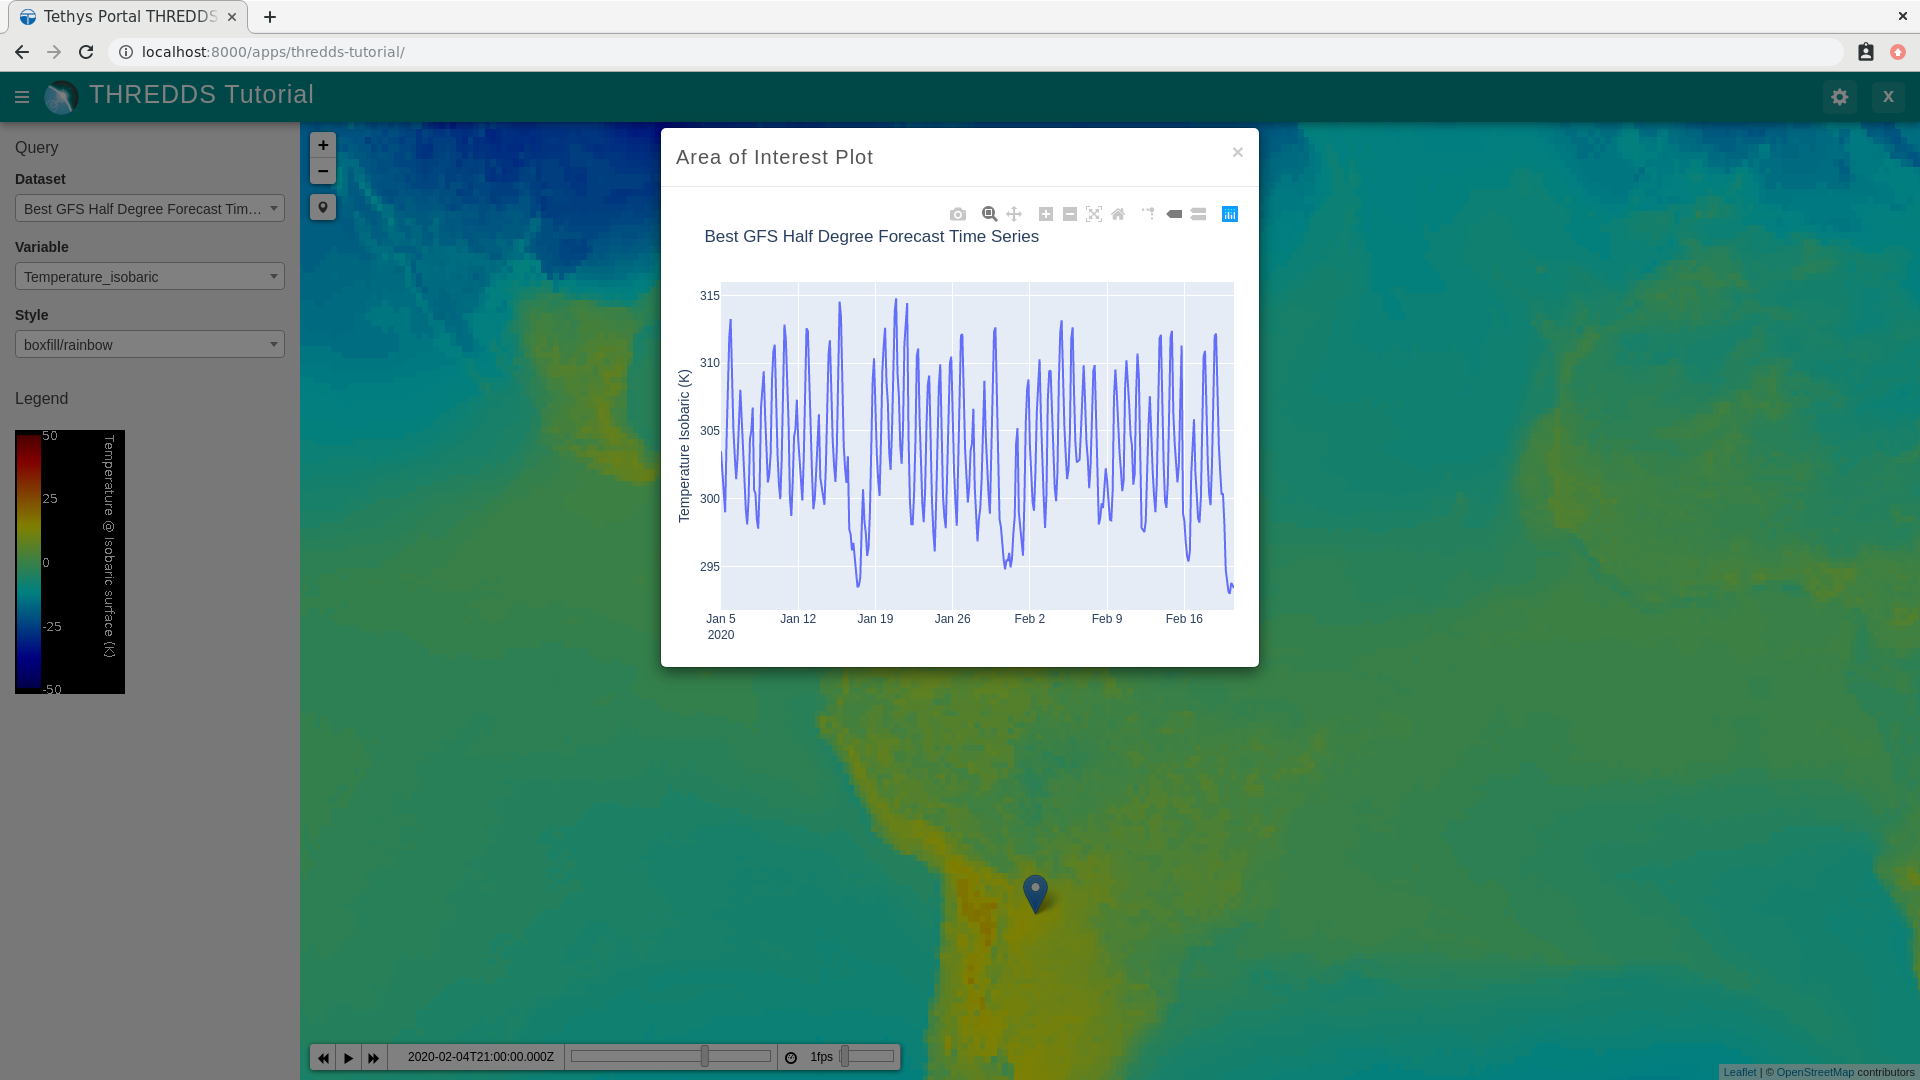 Tethys Portal THREDDS
localhost:8000/apps/thredds-tutorial/
THREDDS Tutorial
X
Query
Dataset
Best GFS Half Degree Forecast Tim…
Variable
Temperature_isobaric
Style
boxfill/rainbow
Legend
50
25
0
-25
-50
Temperature @ Isobaric surface (K)
+
−
Area of Interest Plot
×
Best GFS Half Degree Forecast Time Series
Temperature Isobaric (K)
315
310
305
300
295
Jan 5
2020
Jan 12
Jan 19
Jan 26
Feb 2
Feb 9
Feb 16
2020-02-04T21:00:00.000Z
1fps
Leaflet | © OpenStreetMap contributors